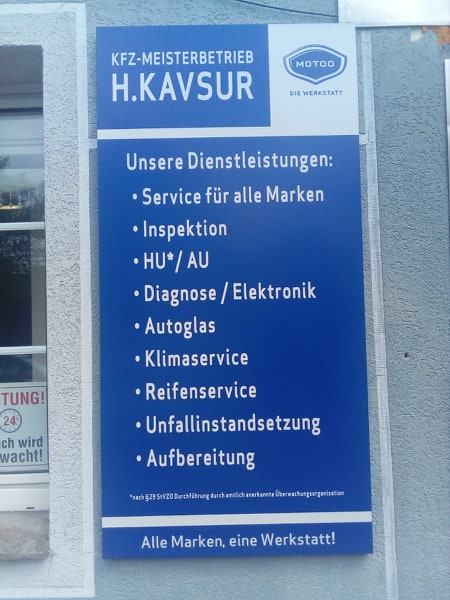 KFZ-MEISTERBETRIEB
H.KAVSUR
MOTOO
DIE WERKSTATT
Unsere Dienstleistungen:
• Service für alle Marken
• Inspektion
• HU*/ AU
• Diagnose / Elektronik
• Autoglas
• Klimaservice
• Reifenservice
• Unfallinstandsetzung
• Aufbereitung
*nach §29 StVZO Durchführung durch amtlich anerkannte Überwachungsorganisation
Alle Marken, eine Werkstatt!
TUNG!
24
ch wird
wacht!